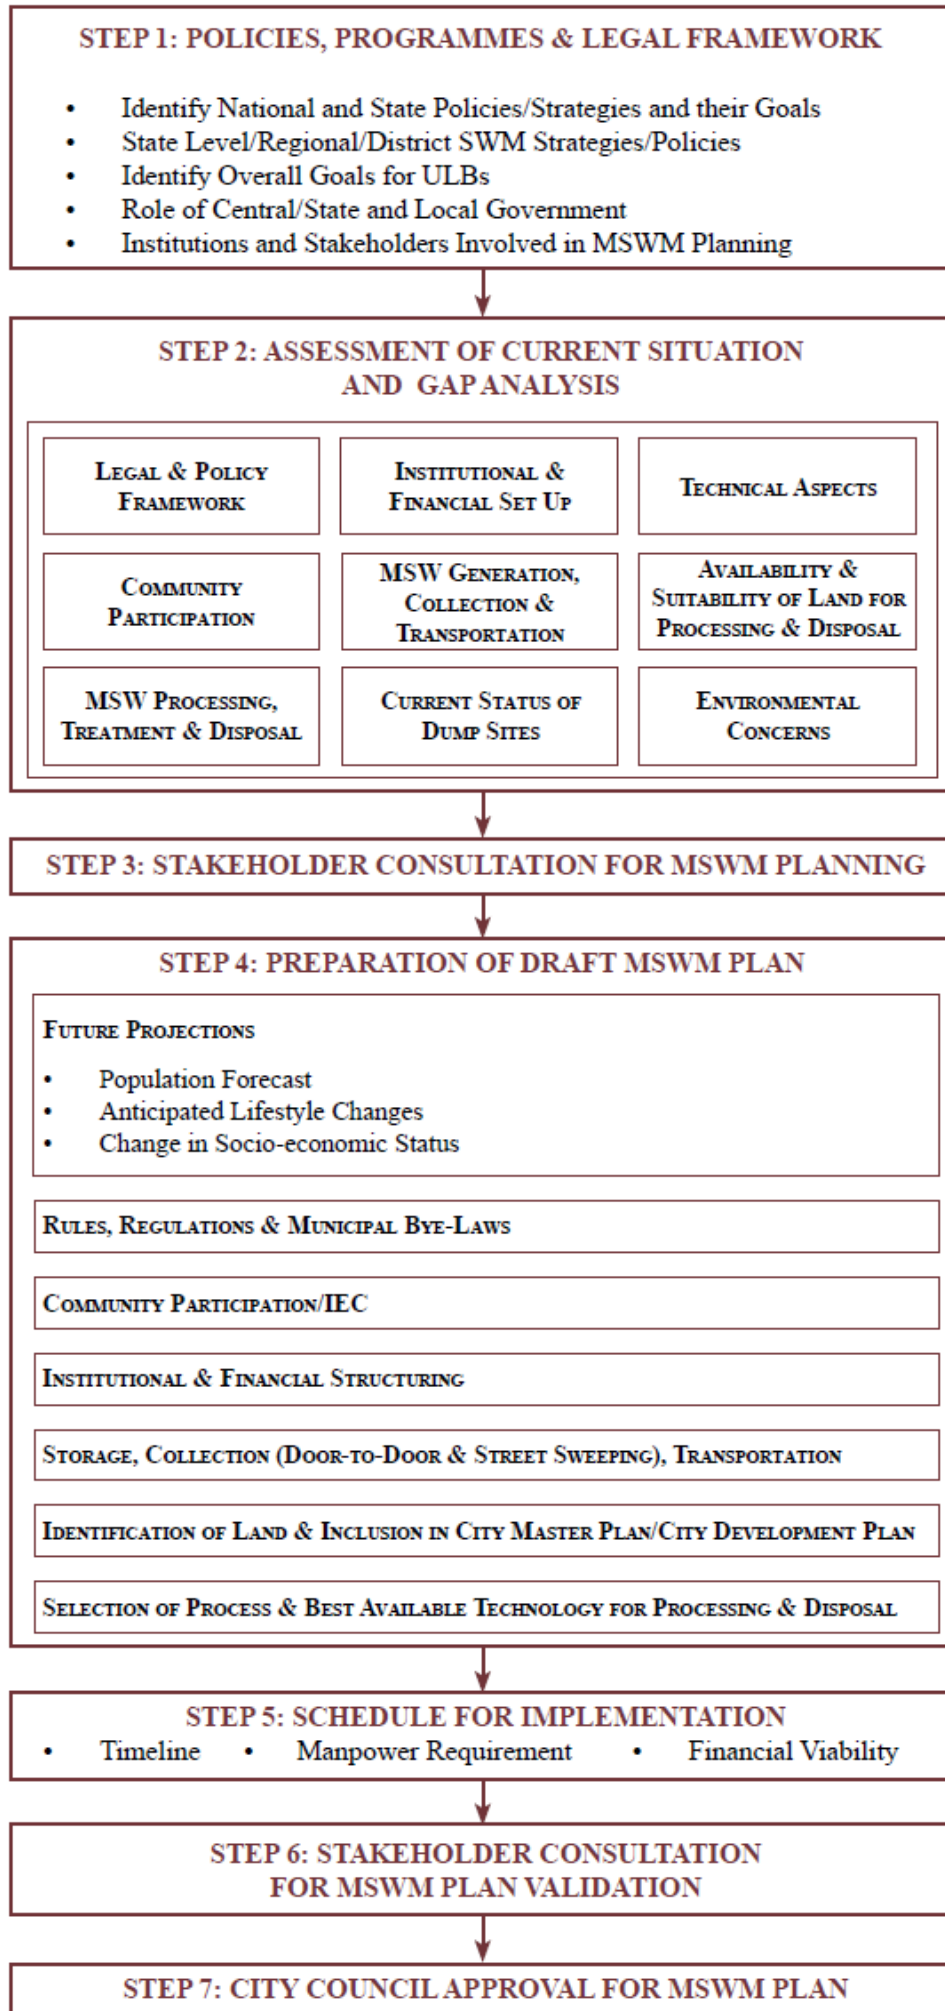 STEP 1: POLICIES, PROGRAMMES & LEGAL FRAMEWORK
• Identify National and State Policies/Strategies and their Goals
• State Level/Regional/District SWM Strategies/Policies
• Identify Overall Goals for ULBs
• Role of Central/State and Local Government
• Institutions and Stakeholders Involved in MSWM Planning
STEP 2: ASSESSMENT OF CURRENT SITUATION
AND GAP ANALYSIS
LEGAL & POLICY
FRAMEWORK
INSTITUTIONAL &
FINANCIAL SET UP
TECHNICAL ASPECTS
COMMUNITY
PARTICIPATION
MSW GENERATION,
COLLECTION &
TRANSPORTATION
AVAILABILITY &
SUITABILITY OF LAND FOR
PROCESSING & DISPOSAL
MSW PROCESSING,
TREATMENT & DISPOSAL
CURRENT STATUS OF
DUMP SITES
ENVIRONMENTAL
CONCERNS
STEP 3: STAKEHOLDER CONSULTATION FOR MSWM PLANNING
STEP 4: PREPARATION OF DRAFT MSWM PLAN
FUTURE PROJECTIONS
• Population Forecast
• Anticipated Lifestyle Changes
• Change in Socio-economic Status
RULES, REGULATIONS & MUNICIPAL BYE-LAWS
COMMUNITY PARTICIPATION/IEC
INSTITUTIONAL & FINANCIAL STRUCTURING
STORAGE, COLLECTION (DOOR-TO-DOOR & STREET SWEEPING), TRANSPORTATION
IDENTIFICATION OF LAND & INCLUSION IN CITY MASTER PLAN/CITY DEVELOPMENT PLAN
SELECTION OF PROCESS & BEST AVAILABLE TECHNOLOGY FOR PROCESSING & DISPOSAL
STEP 5: SCHEDULE FOR IMPLEMENTATION
• Timeline • Manpower Requirement • Financial Viability
STEP 6: STAKEHOLDER CONSULTATION
FOR MSWM PLAN VALIDATION
STEP 7: CITY COUNCIL APPROVAL FOR MSWM PLAN